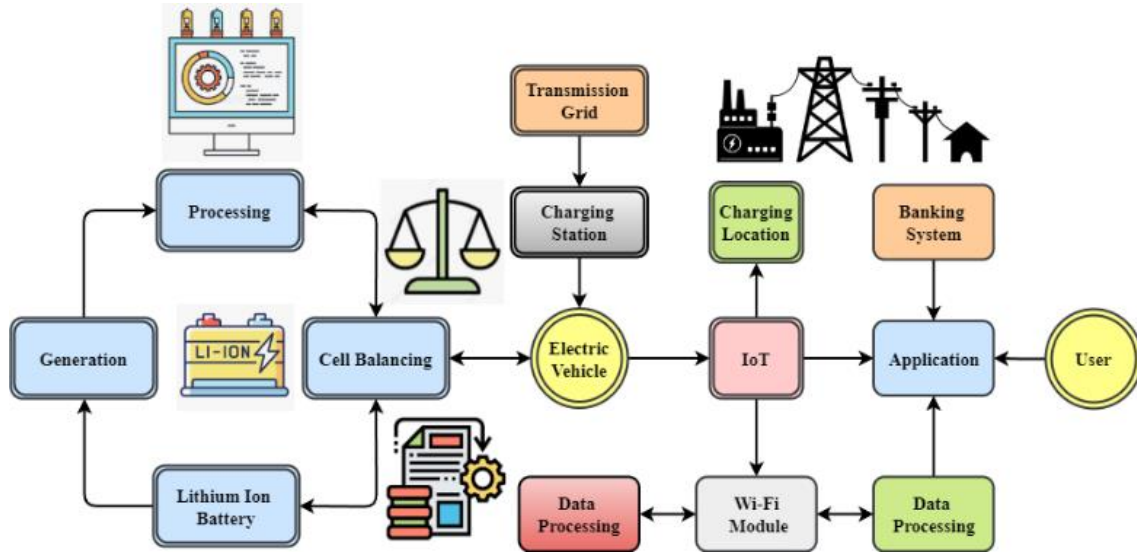 Transmission
Grid
Processing
Charging
Station
Charging
Location
Banking
System
Generation
LI-ION
Cell Balancing
Electric
Vehicle
IoT
Application
User
Lithium Ion
Battery
Data
Processing
Wi-Fi
Module
Data
Processing